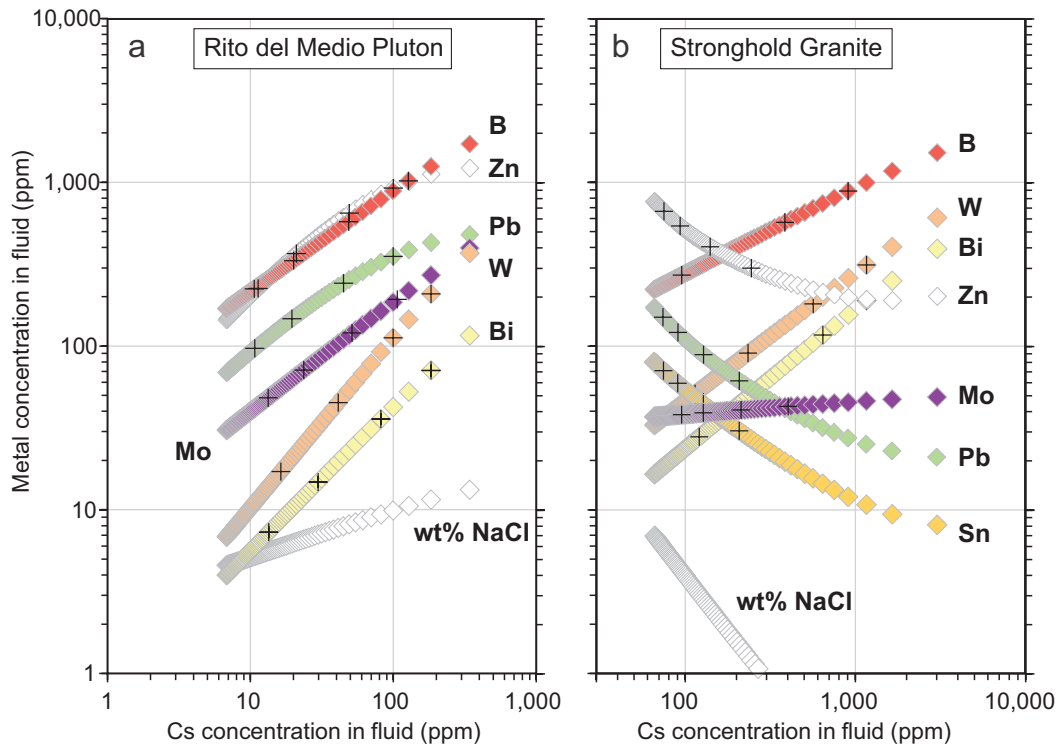 a Rito del Medio Pluton
b Stronghold Granite
Metal concentration in fluid (ppm)
10,000
1,000
100
10
1
B
Zn
Pb
W
Bi
Mo
wt% NaCl
1 10 100 1,000
Cs concentration in fluid (ppm)
B
W
Bi
Zn
Mo
Pb
Sn
wt% NaCl
100 1,000 10,000
Cs concentration in fluid (ppm)